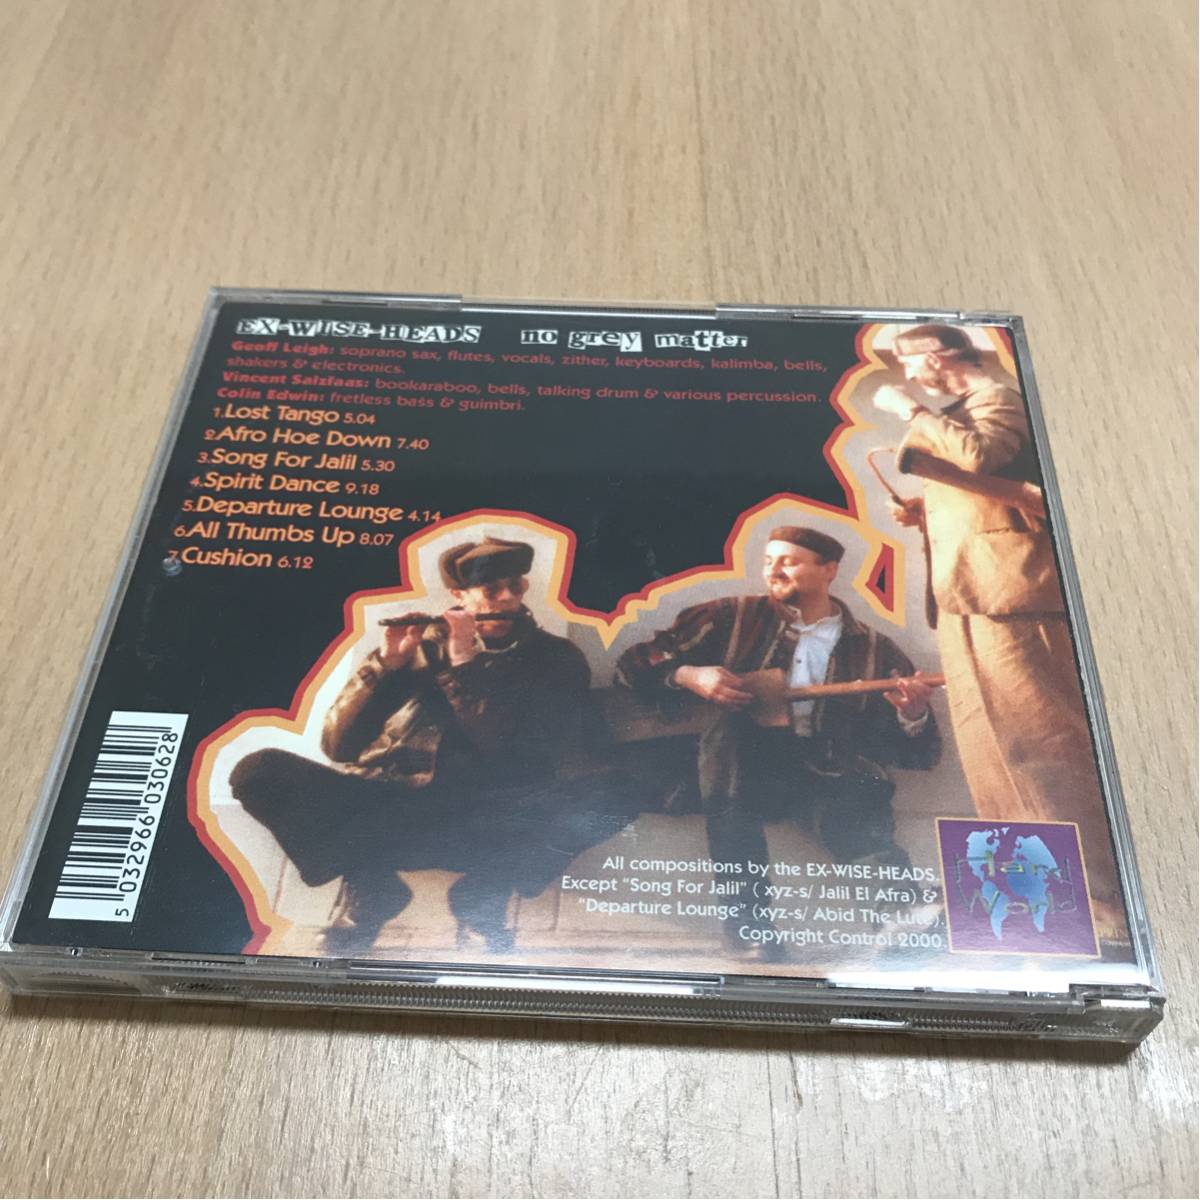 EX-WISE-HEADS no grey matter
Geoff Leigh: soprano sax, flutes, vocals, zither, keyboards, kalimba, bells,
shakers & electronics.
Vincent Salzfaas: bookaraboo, bells, talking drum & various percussion.
Colin Edwin: fretless bass & guimbri.
1. Lost Tango 5.04
2. Afro Hoe Down 7.40
3. Song For Jalil 5.30
4. Spirit Dance 9.18
5. Departure Lounge 4.14
6. All Thumbs Up 8.07
7. Cushion 6.12
5 032966 030628
All compositions by the EX-WISE-HEADS.
Except "Song For Jalil" ( xyz-s/ Jalil El Afra) &
"Departure Lounge" (xyz-s/ Abid The Lute).
Copyright Control 2000.
Hard
World